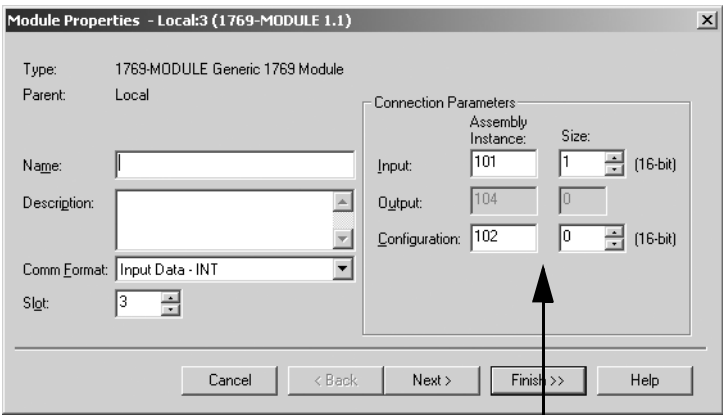 Module Properties - Local:3 (1769-MODULE 1.1)
Type: 1769-MODULE Generic 1769 Module
Parent: Local
Connection Parameters
Assembly Instance: Size:
Name:
Input: 101 1 (16-bit)
Description:
Output: 104 0
Configuration: 102 0 (16-bit)
Comm Format: Input Data - INT
Slot: 3
Cancel < Back Next > Finish >> Help